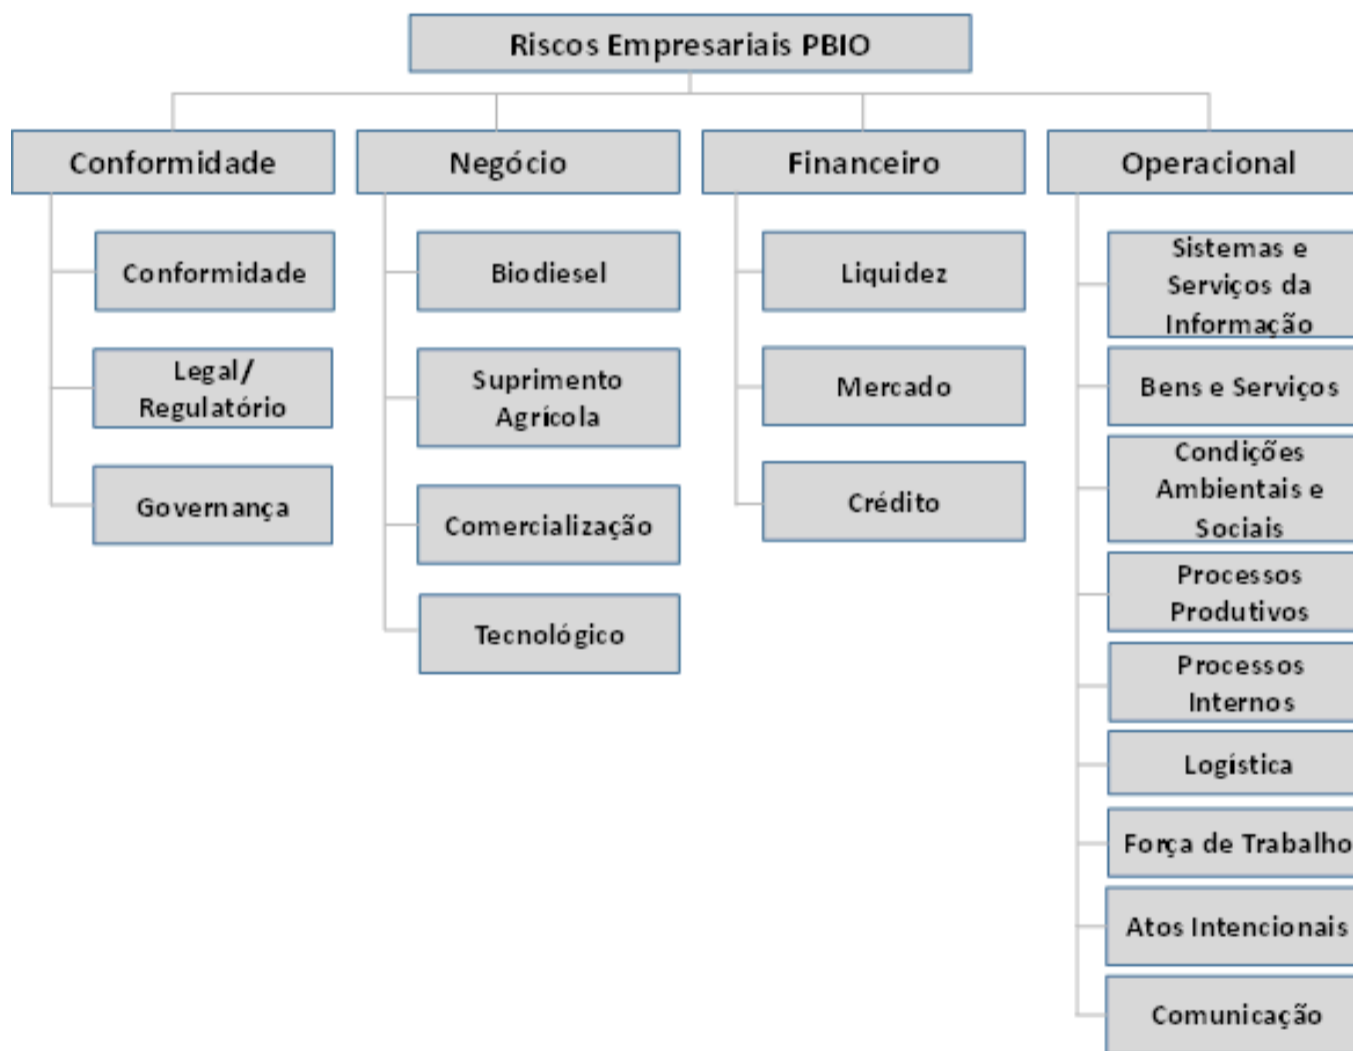 Riscos Empresariais PBIO
Conformidade
Conformidade
Legal/
Regulatório
Governança
Negócio
Biodiesel
Suprimento
Agrícola
Comercialização
Tecnológico
Financeiro
Liquidez
Mercado
Crédito
Operacional
Sistemas e
Serviços da
Informação
Bens e Serviços
Condições
Ambientais e
Sociais
Processos
Produtivos
Processos
Internos
Logística
Força de Trabalho
Atos Intencionais
Comunicação